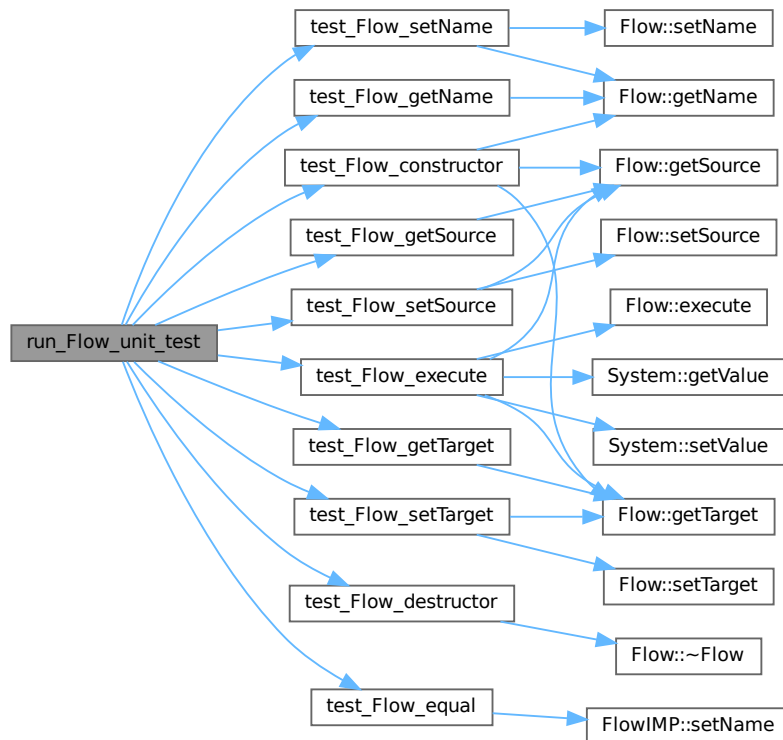 run_Flow_unit_test
test_Flow_setName
test_Flow_getName
test_Flow_constructor
test_Flow_getSource
test_Flow_setSource
test_Flow_execute
test_Flow_getTarget
test_Flow_setTarget
test_Flow_destructor
test_Flow_equal
Flow::setName
Flow::getName
Flow::getSource
Flow::setSource
Flow::execute
System::getValue
System::setValue
Flow::getTarget
Flow::setTarget
Flow::~Flow
FlowIMP::setName